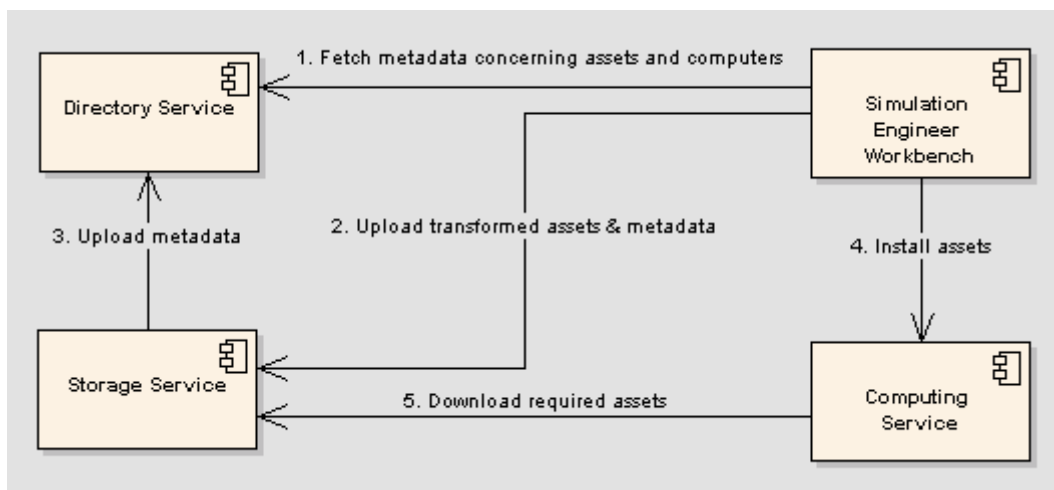 1. Fetch metadata concerning assets and computers
Directory Service
Simulation
Engineer
Workbench
2. Upload transformed assets & metadata
3. Upload metadata
4. Install assets
Storage Service
5. Download required assets
Computing
Service